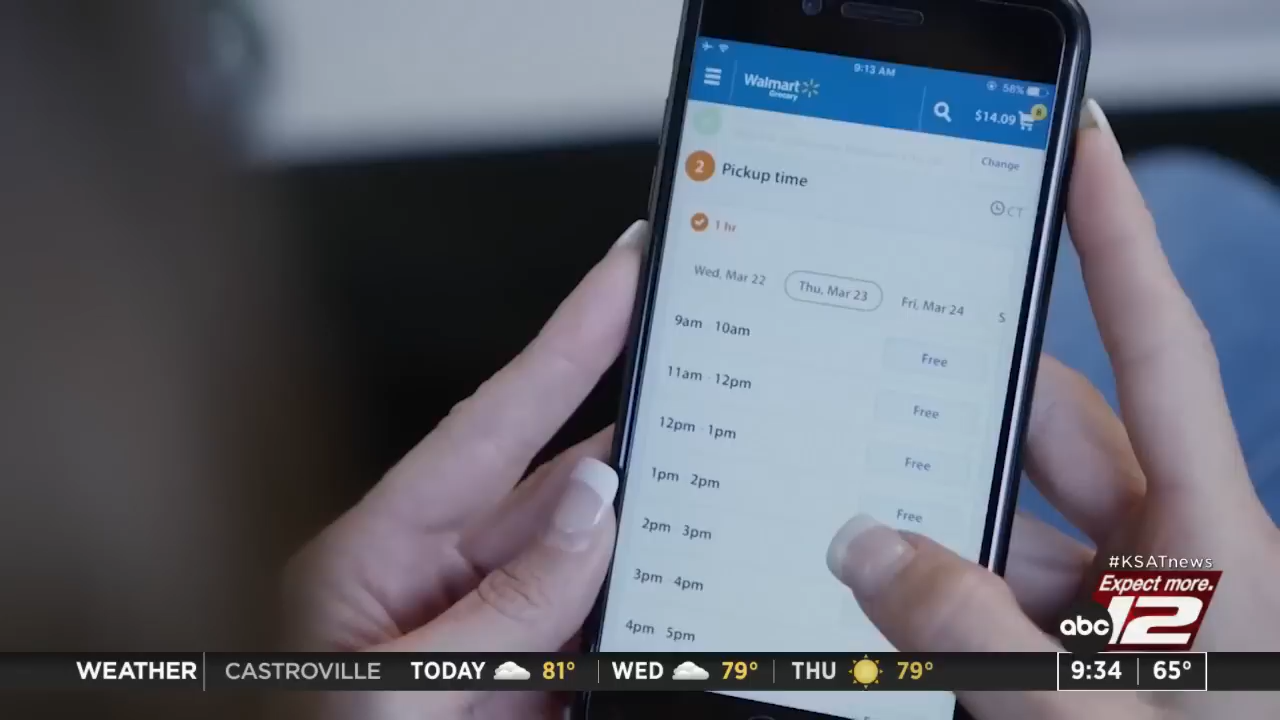 9:13 AM
58%
Walmart
Grocery
$14.09
8
Change
2 Pickup time
CT
1 hr
Wed, Mar 22 Thu, Mar 23 Fri, Mar 24 S
9am 10am Free
11am - 12pm Free
12pm - 1pm Free
1pm 2pm Free
2pm 3pm
3pm 4pm
4pm 5pm
#KSATnews
Expect more.
abc 12
WEATHER CASTROVILLE TODAY 81° WED 79° THU 79° 9:34 65°